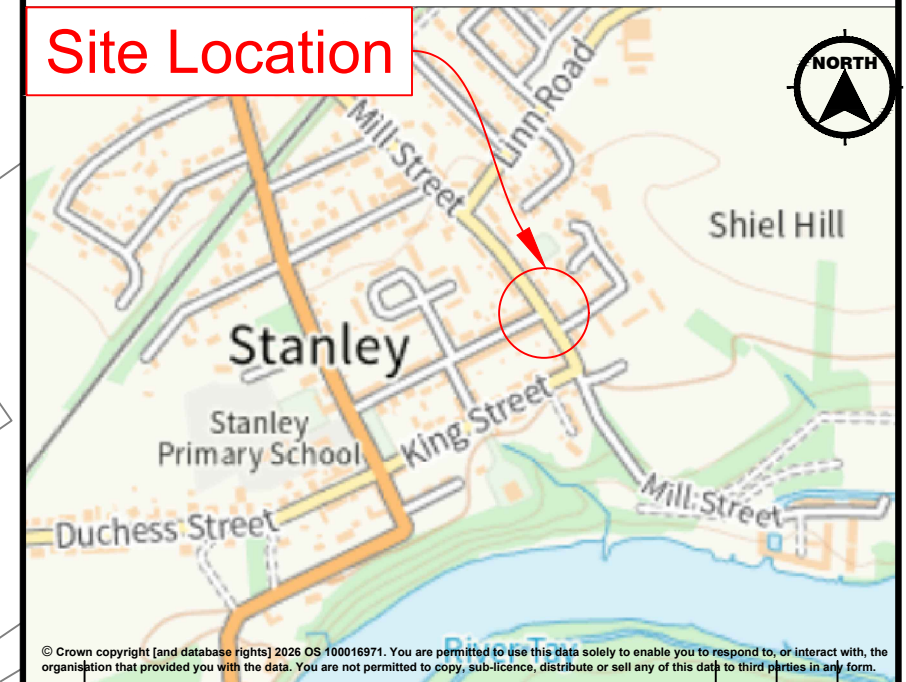 Site Location
NORTH
Linn Road
Mill Street
Shiel Hill
Stanley
Stanley
Primary School
King Street
Mill Street
Duchess Street
River Tay
© Crown copyright [and database rights] 2026 OS 100016971. You are permitted to use this data solely to enable you to respond to, or interact with, the
organisation that provided you with the data. You are not permitted to copy, sub-licence, distribute or sell any of this data to third parties in any form.